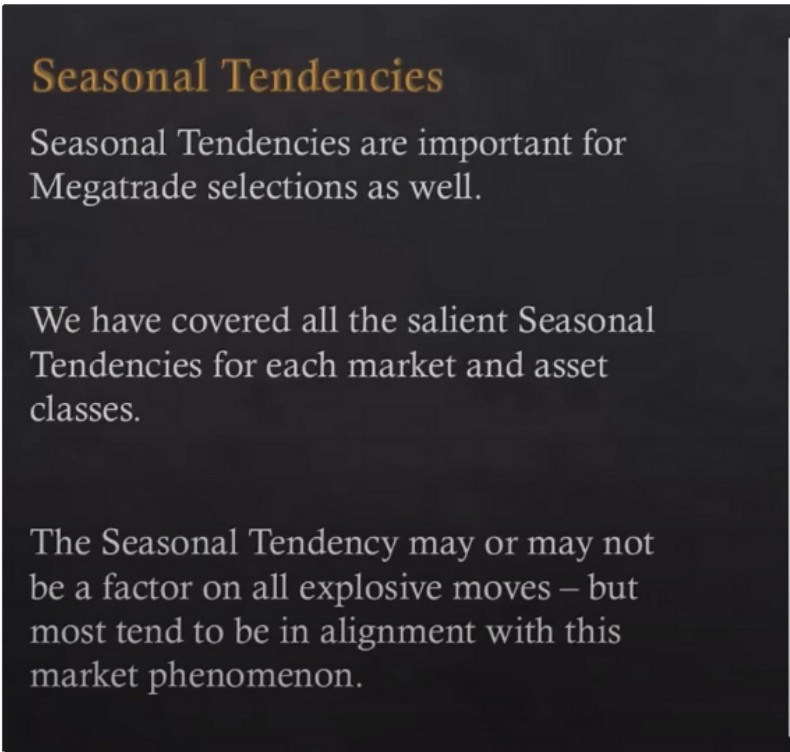 Seasonal Tendencies
Seasonal Tendencies are important for
Megatrade selections as well.
We have covered all the salient Seasonal
Tendencies for each market and asset
classes.
The Seasonal Tendency may or may not
be a factor on all explosive moves – but
most tend to be in alignment with this
market phenomenon.